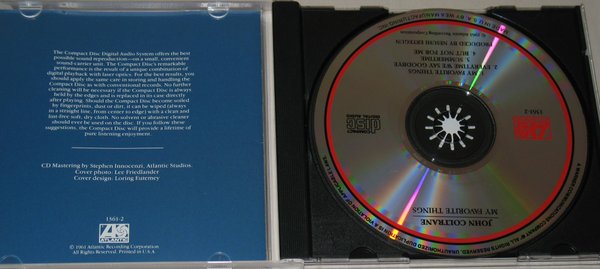 The Compact Disc Digital Audio System offers the best
possible sound reproduction—on a small, convenient
sound-carrier unit. The Compact Disc's remarkable
performance is the result of a unique combination of
digital playback with laser optics. For the best results, you
should apply the same care in storing and handling the
Compact Disc as with conventional records. No further
cleaning will be necessary if the Compact Disc is always
held by the edges and is replaced in its case directly
after playing. Should the Compact Disc become soiled
by fingerprints, dust or dirt, it can be wiped (always
in a straight line, from center to edge) with a clean and
lint-free soft, dry cloth. No solvent or abrasive cleaner
should ever be used on the disc. If you follow these
suggestions, the Compact Disc will provide a lifetime of
pure listening enjoyment.
CD Mastering by Stephen Innocenzi, Atlantic Studios.
Cover photo: Lee Friedlander
Cover design: Loring Eutemey
1361-2
ATLANTIC
© 1961 Atlantic Recording Corporation
Printed in U.S.A.
JOHN COLTRANE
MY FAVORITE THINGS
1361-2
COMPACT
disc
DIGITAL AUDIO
1. MY FAVORITE THINGS
2. EVERYTIME WE SAY GOODBYE
3. SUMMERTIME
4. BUT NOT FOR ME
PRODUCED BY NESUHI ERTEGUN